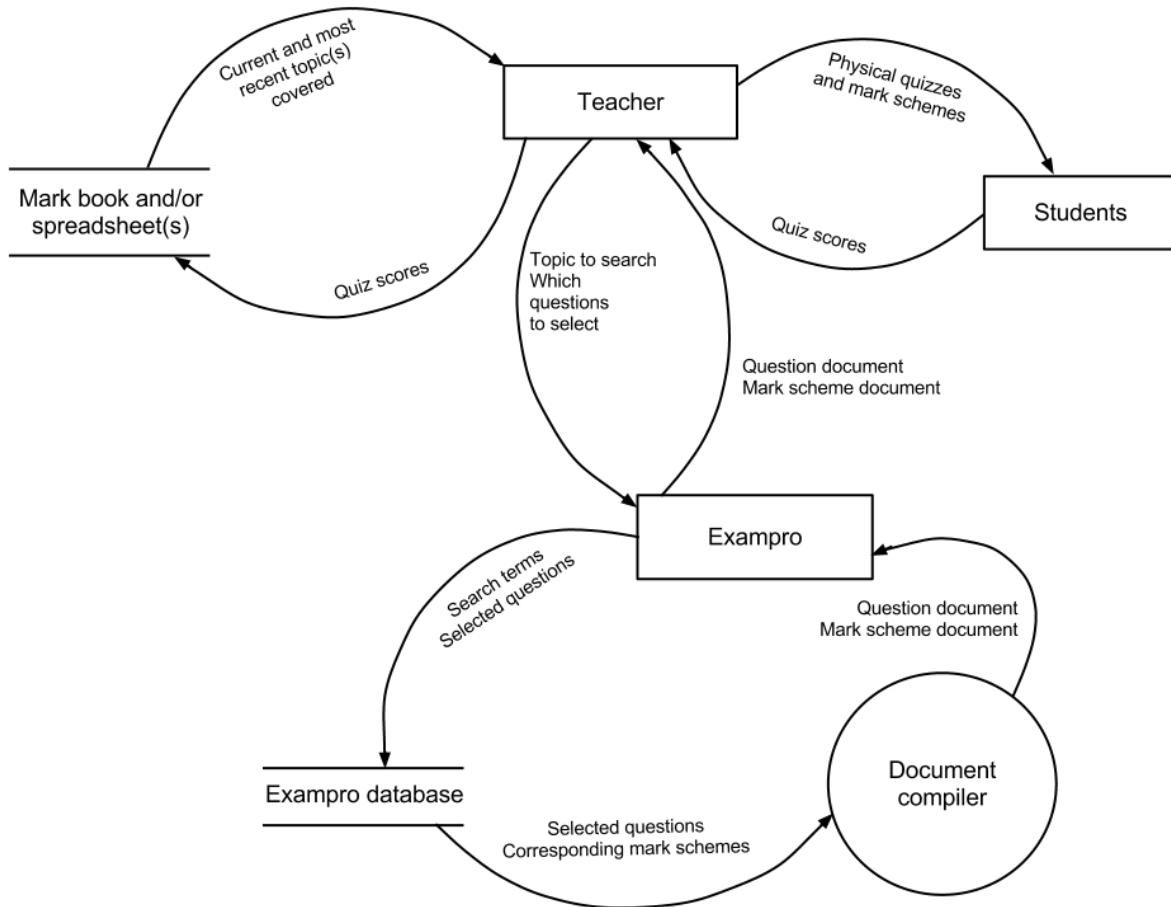 Current and most
recent topic(s)
covered
Teacher
Physical quizzes
and mark schemes
Mark book and/or
spreadsheet(s)
Students
Quiz scores
Quiz scores
Topic to search
Which
questions
to select
Question document
Mark scheme document
Exampro
Search terms
Selected questions
Question document
Mark scheme document
Exampro database
Document
compiler
Selected questions
Corresponding mark schemes